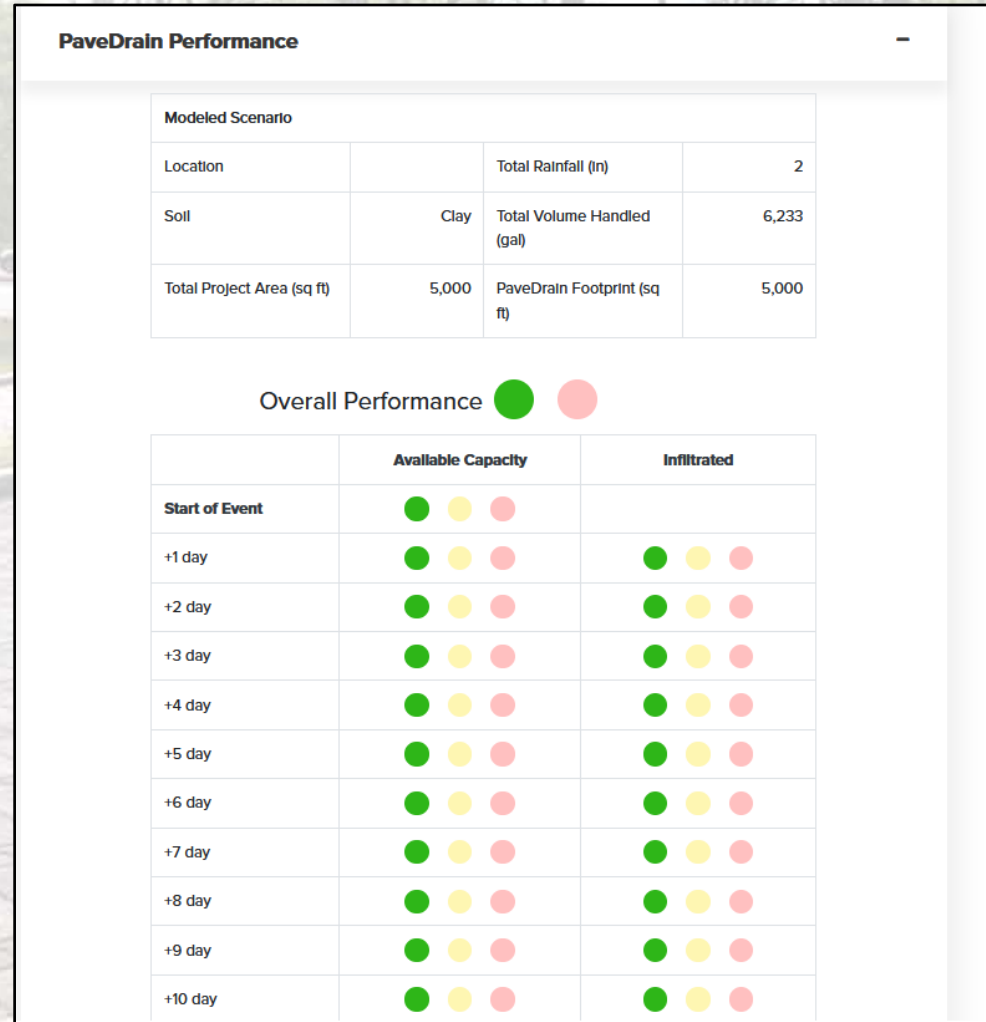 PaveDrain Performance
–
Modeled Scenario
Location Total Rainfall (in) 2
Soil Clay Total Volume Handled (gal) 6,233
Total Project Area (sq ft) 5,000 PaveDrain Footprint (sq ft) 5,000
Overall Performance
Available Capacity Infiltrated
Start of Event
+1 day
+2 day
+3 day
+4 day
+5 day
+6 day
+7 day
+8 day
+9 day
+10 day